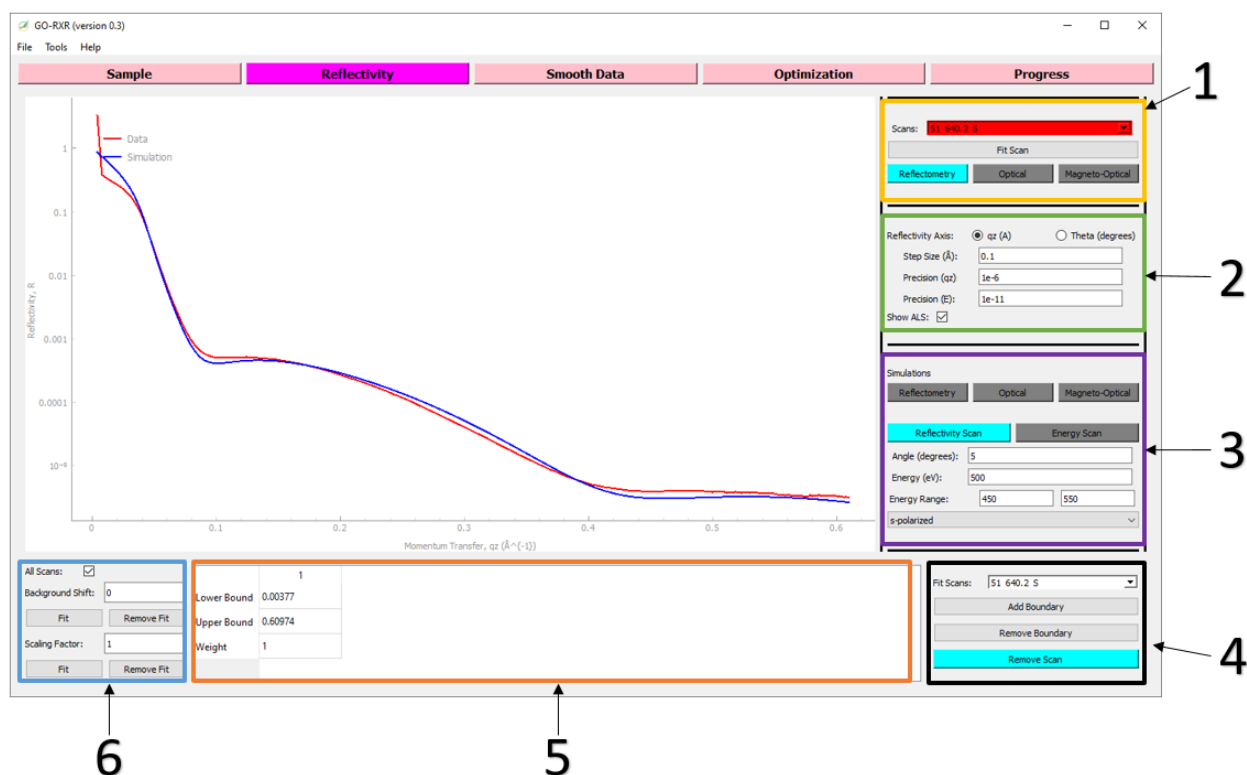 GO-RXR (version 0.3)
File Tools Help
Sample Reflectivity Smooth Data Optimization Progress
1
Scans: 51 640.2 S
Fit Scan
Reflectometry Optical Magneto-Optical
Data
Simulation
1
0.1
0.01
0.001
0.0001
10⁻⁴
Reflectivity, R
0 0.1 0.2 0.3 0.4 0.5 0.6
Momentum Transfer, qz (Å^{-1})
2
Reflectivity Axis: qz (A) Theta (degrees)
Step Size (Å): 0.1
Precision (qz) 1e-6
Precision (E): 1e-11
Show ALS:
3
Simulations
Reflectometry Optical Magneto-Optical
Reflectivity Scan Energy Scan
Angle (degrees): 5
Energy (eV): 500
Energy Range: 450 550
s-polarized
All Scans:
Background Shift: 0
Fit Remove Fit
Scaling Factor: 1
Fit Remove Fit
1
Lower Bound 0.00377
Upper Bound 0.60974
Weight 1
Fit Scans: 51 640.2 S
Add Boundary
Remove Boundary
Remove Scan
4
6
5